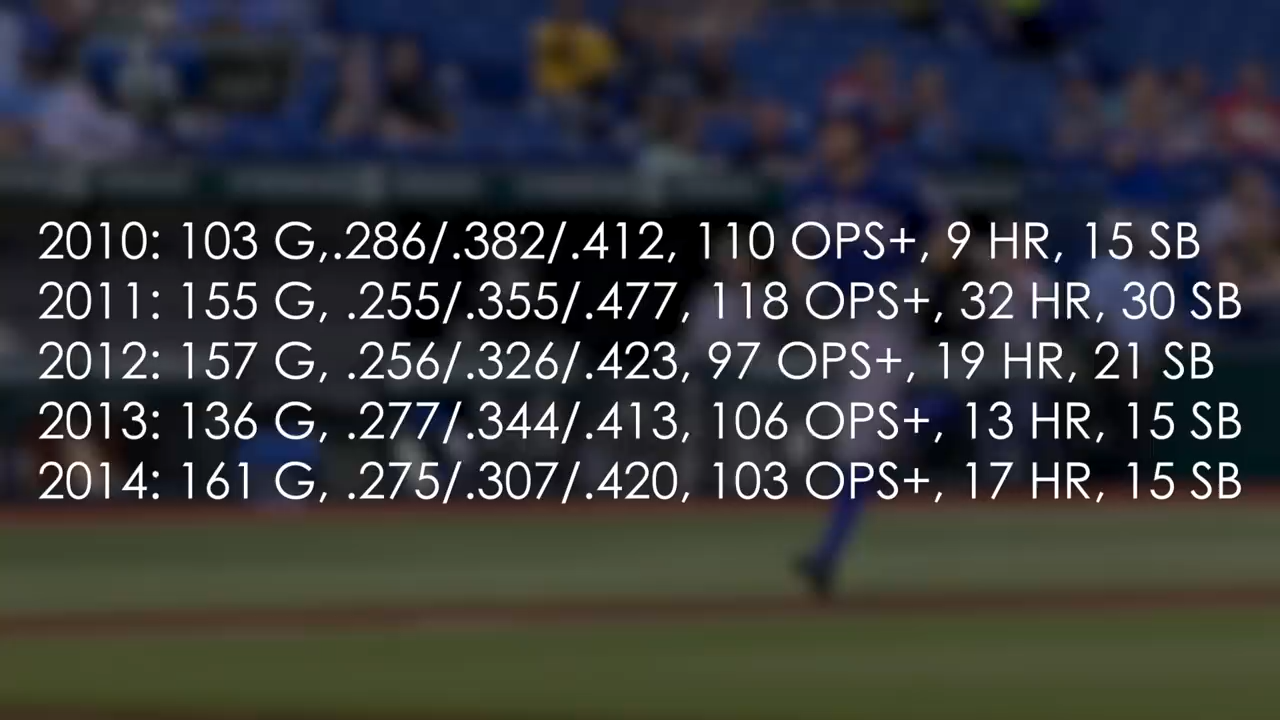 2010: 103 G,.286/.382/.412, 110 OPS+, 9 HR, 15 SB
2011: 155 G, .255/.355/.477, 118 OPS+, 32 HR, 30 SB
2012: 157 G, .256/.326/.423, 97 OPS+, 19 HR, 21 SB
2013: 136 G, .277/.344/.413, 106 OPS+, 13 HR, 15 SB
2014: 161 G, .275/.307/.420, 103 OPS+, 17 HR, 15 SB